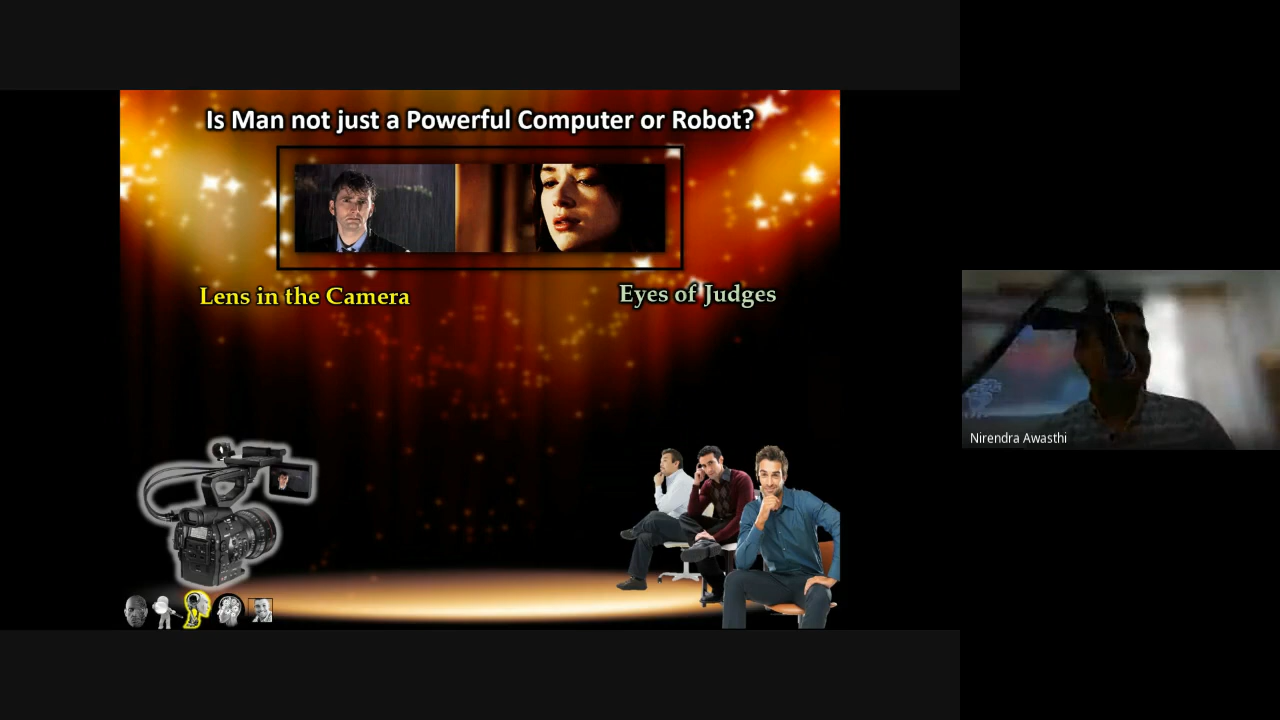 Is Man not just a Powerful Computer or Robot?
Lens in the Camera
Eyes of Judges
Nirendra Awasthi